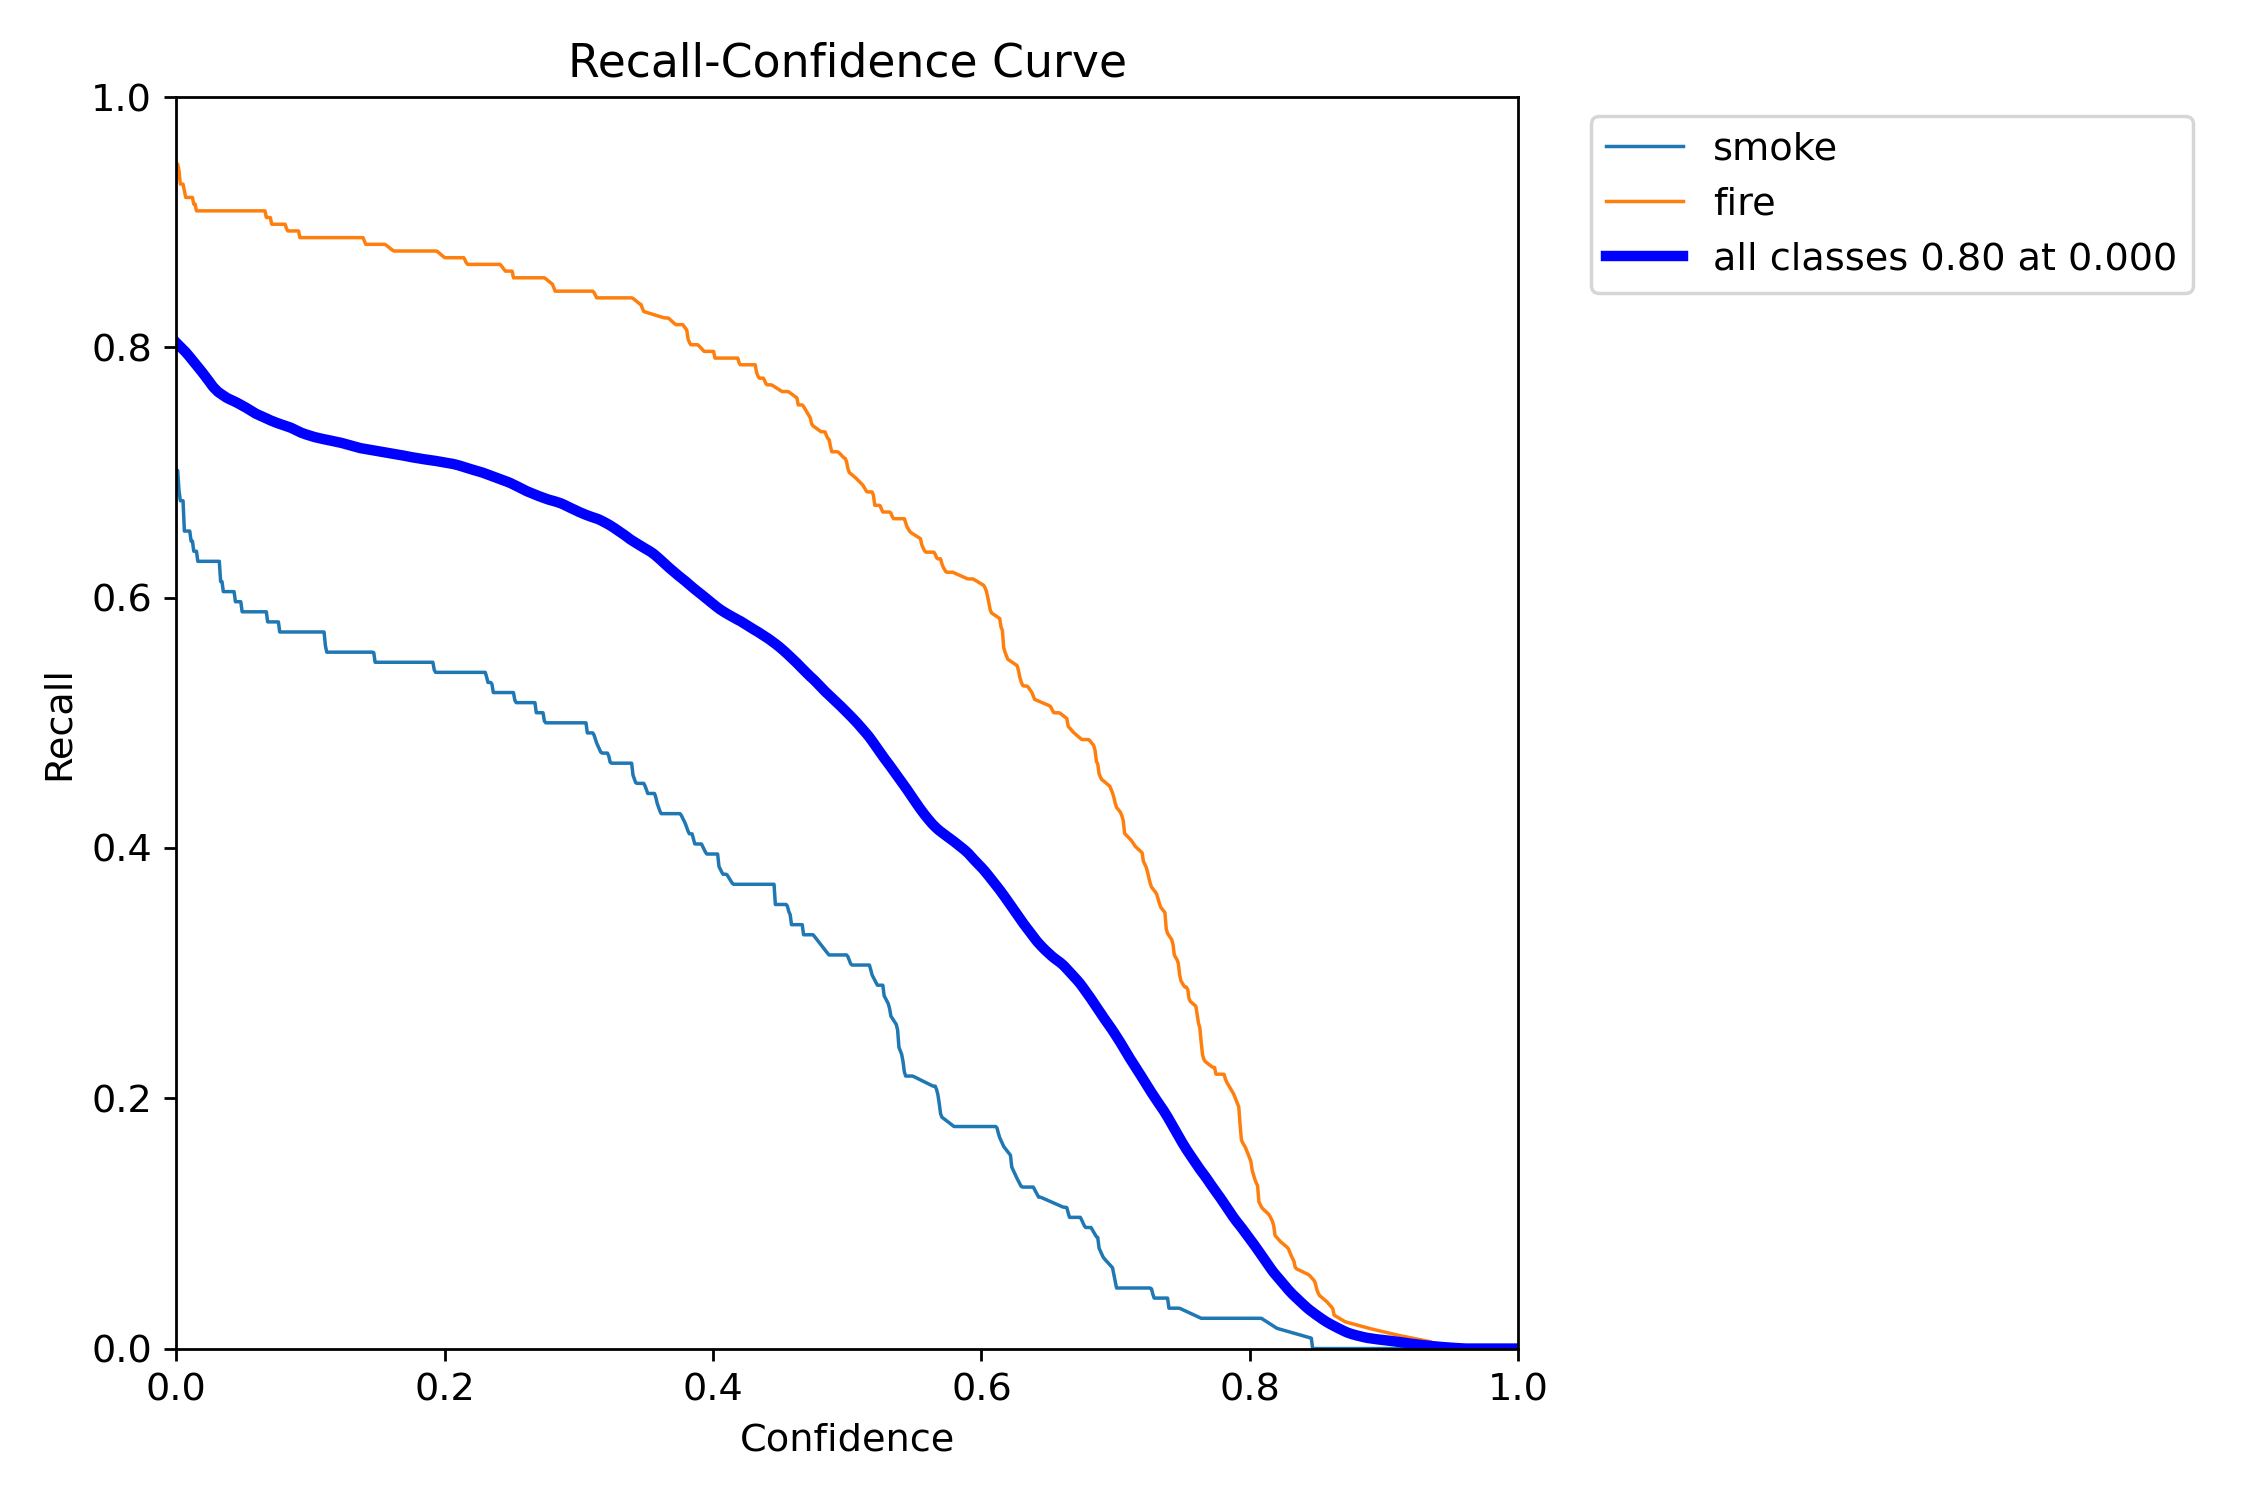 Recall-Confidence Curve
1.0
0.8
0.6
0.4
0.2
0.0
Recall
0.0 0.2 0.4 0.6 0.8 1.0
Confidence
smoke
fire
all classes 0.80 at 0.000